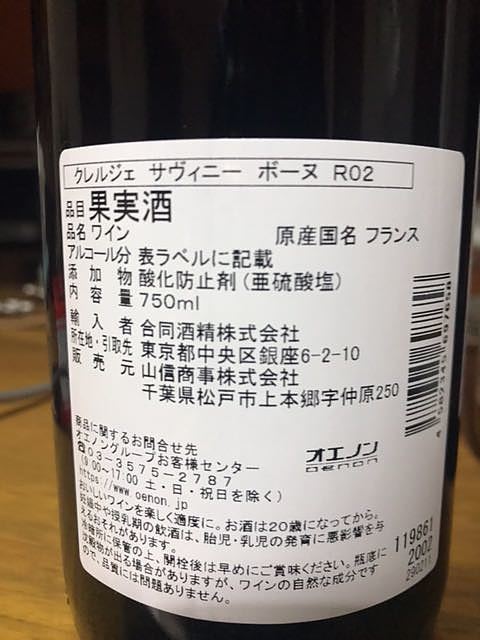 クレルジェ サヴィニー ボーヌ R02
品目 果実酒
品名 ワイン 原産国名 フランス
アルコール分 表ラベルに記載
添加物 酸化防止剤(亜硫酸塩)
内容量 750ml
輸入者 合同酒精株式会社
所在地・引取先 東京都中央区銀座6-2-10
販売元 山信商事株式会社
千葉県松戸市上本郷字仲原250
商品に関するお問合せ先
オエノングループお客様センター
☎03-3575-2787
(9:00~17:00 土・日・祝日を除く)
https://www.oenon.jp
オエノン
oenon
おいしいワインを楽しく適度に。お酒は20歳になってから。
妊娠中や授乳期の飲酒は、胎児・乳児の発育に悪影響を与
えるおそれがあります。
冷暗所に保管の上、開栓後は早めにご賞味ください。瓶底に
沈殿物が出る場合がありますが、ワインの自然な成分です
ので、品質には問題ありません。
119861
2002